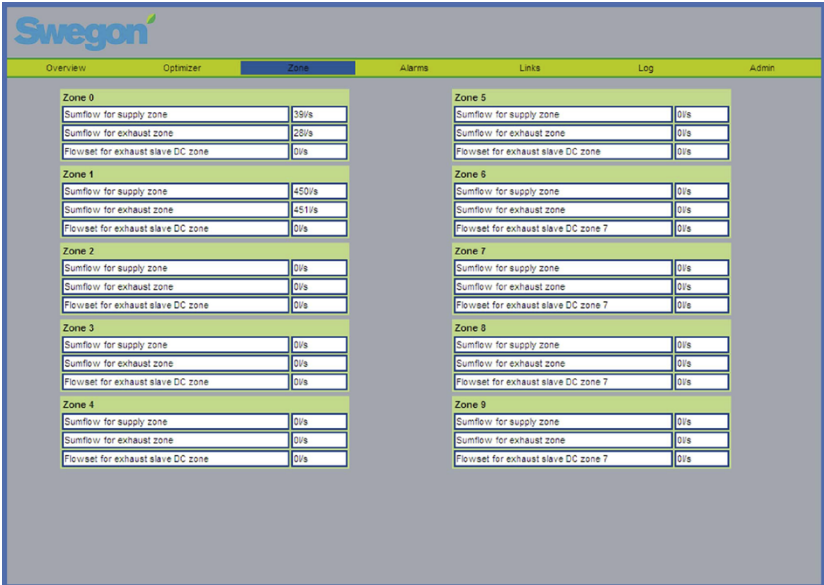 Swegon
Overview Optimizer Zone Alarms Links Log Admin
Zone 0
Sumflow for supply zone 39l/s
Sumflow for exhaust zone 28l/s
Flowset for exhaust slave DC zone 0l/s
Zone 1
Sumflow for supply zone 450l/s
Sumflow for exhaust zone 451l/s
Flowset for exhaust slave DC zone 0l/s
Zone 2
Sumflow for supply zone 0l/s
Sumflow for exhaust zone 0l/s
Flowset for exhaust slave DC zone 0l/s
Zone 3
Sumflow for supply zone 0l/s
Sumflow for exhaust zone 0l/s
Flowset for exhaust slave DC zone 0l/s
Zone 4
Sumflow for supply zone 0l/s
Sumflow for exhaust zone 0l/s
Flowset for exhaust slave DC zone 0l/s
Zone 5
Sumflow for supply zone 0l/s
Sumflow for exhaust zone 0l/s
Flowset for exhaust slave DC zone 0l/s
Zone 6
Sumflow for supply zone 0l/s
Sumflow for exhaust zone 0l/s
Flowset for exhaust slave DC zone 7 0l/s
Zone 7
Sumflow for supply zone 0l/s
Sumflow for exhaust zone 0l/s
Flowset for exhaust slave DC zone 7 0l/s
Zone 8
Sumflow for supply zone 0l/s
Sumflow for exhaust zone 0l/s
Flowset for exhaust slave DC zone 7 0l/s
Zone 9
Sumflow for supply zone 0l/s
Sumflow for exhaust zone 0l/s
Flowset for exhaust slave DC zone 7 0l/s